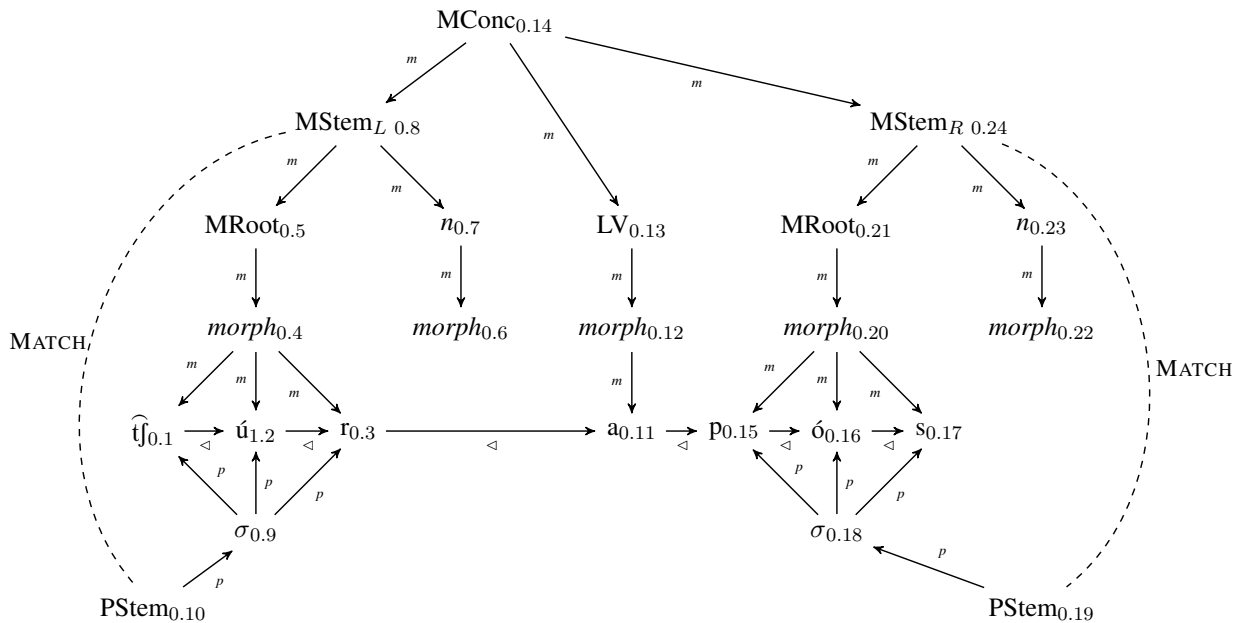 MConc0.14
m m m
MStemL 0.8 MStemR 0.24
m m m m
MRoot0.5 n0.7 LV0.13 MRoot0.21 n0.23
m m m m m
MATCH morph0.4 morph0.6 morph0.12 morph0.20 morph0.22 MATCH
m m m m m m m
t͡ʃ0.1 ú1.2 r0.3 a0.11 p0.15 ó0.16 s0.17
◁ ◁ ◁ ◁ ◁ ◁
p p p p p p
σ0.9 σ0.18
p p
PStem0.10 PStem0.19